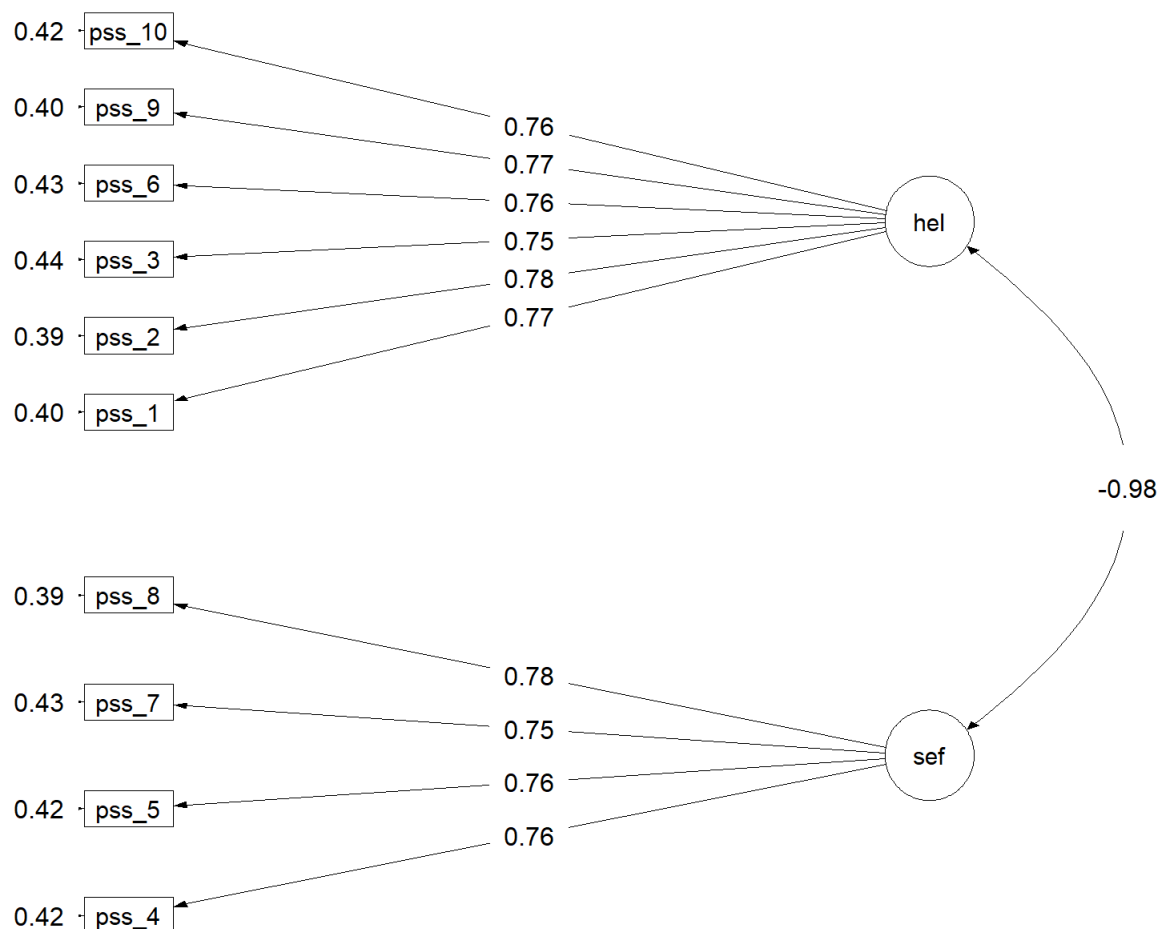 0.42 pss_10
0.76
0.40 pss_9
0.77
0.43 pss_6
0.76
hel
0.44 pss_3
0.75
0.78
0.39 pss_2
0.77
0.40 pss_1
-0.98
0.39 pss_8
0.78
0.43 pss_7
0.75
sef
0.76
0.42 pss_5
0.76
0.42 pss_4